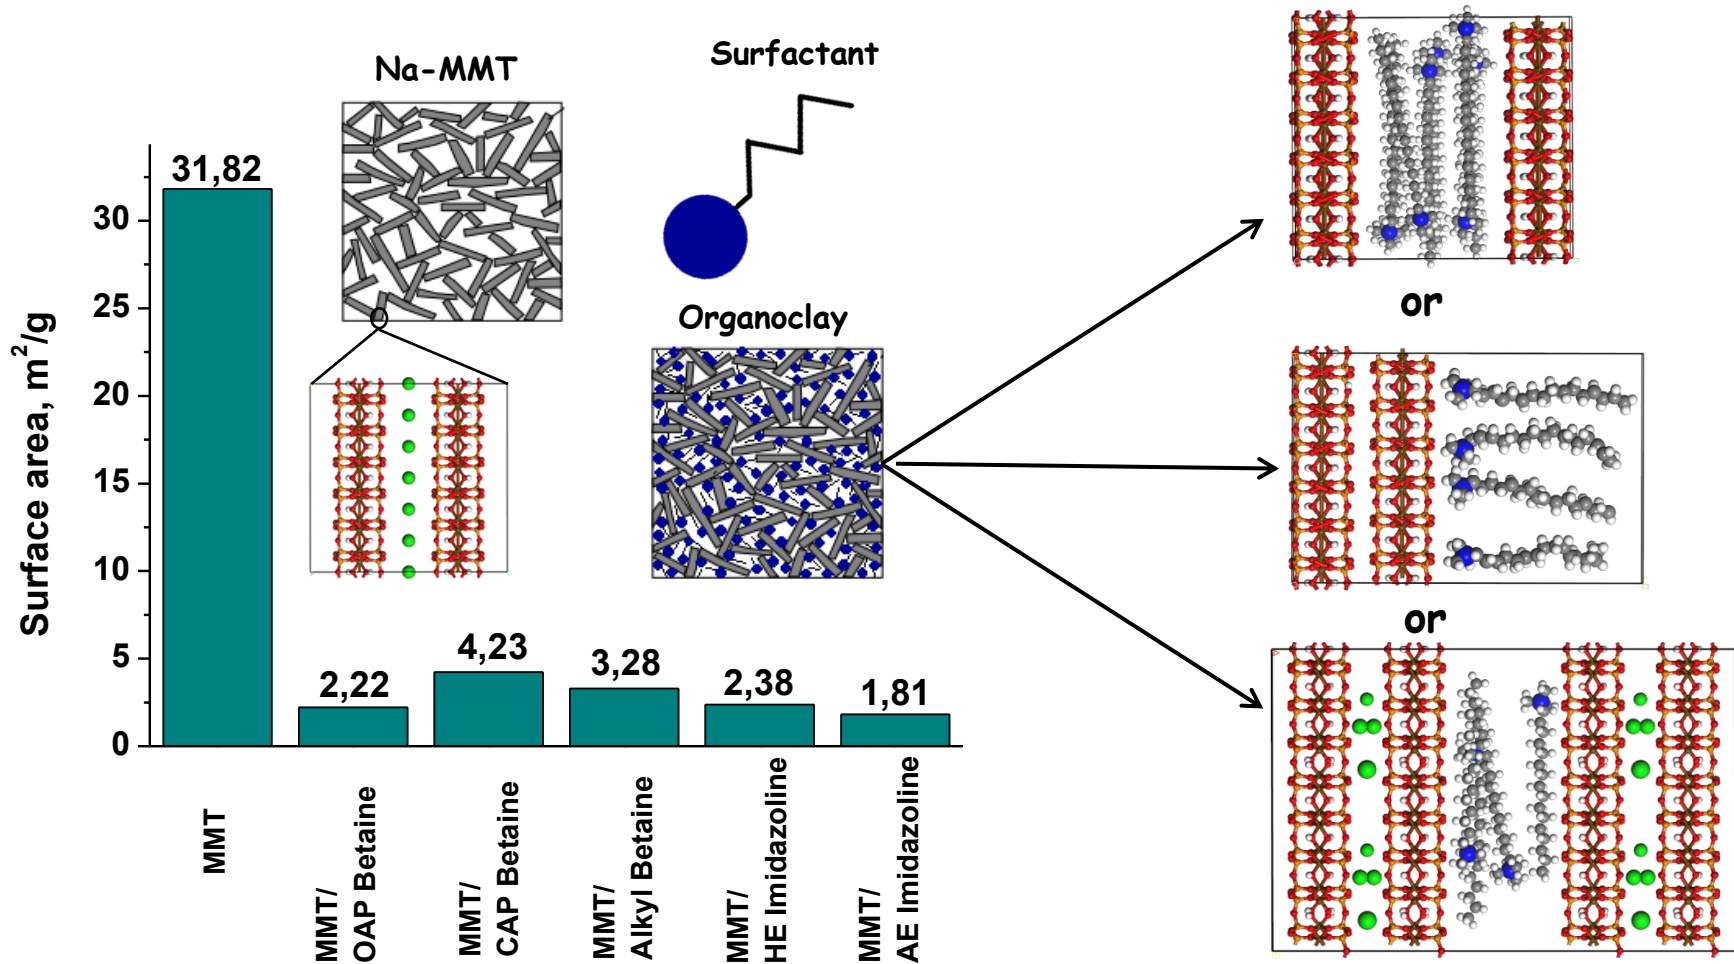 Na-MMT
Surfactant
Organoclay
or
or
Surface area, m²/g
30
25
20
15
10
5
0
31,82
2,22
4,23
3,28
2,38
1,81
MMT
MMT/
OAP Betaine
MMT/
CAP Betaine
MMT/
Alkyl Betaine
MMT/
HE Imidazoline
MMT/
AE Imidazoline